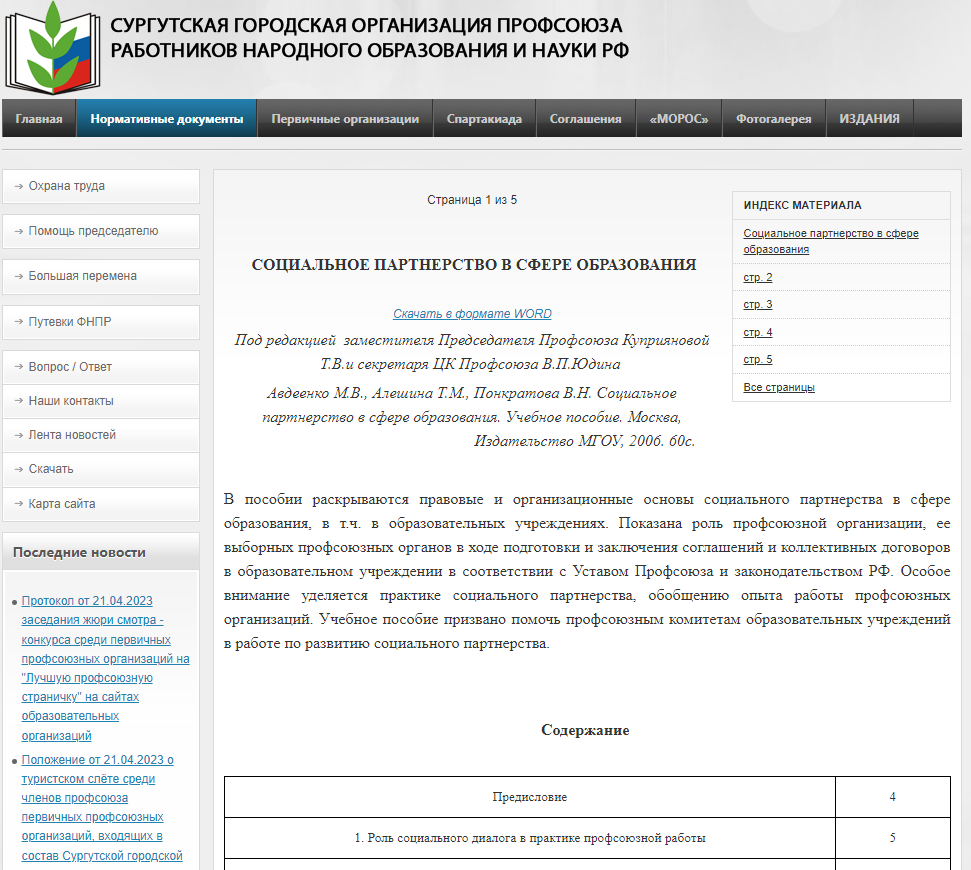 СУРГУТСКАЯ ГОРОДСКАЯ ОРГАНИЗАЦИЯ ПРОФСОЮЗА
РАБОТНИКОВ НАРОДНОГО ОБРАЗОВАНИЯ И НАУКИ РФ
Главная Нормативные документы Первичные организации Спартакиада Соглашения «МОРОС» Фотогалерея ИЗДАНИЯ
Охрана труда
Помощь председателю
Большая перемена
Путевки ФНПР
Вопрос / Ответ
Наши контакты
Лента новостей
Скачать
Карта сайта
Последние новости
Протокол от 21.04.2023
заседания жюри смотра -
конкурса среди первичных
профсоюзных организаций на
"Лучшую профсоюзную
страничку" на сайтах
образовательных
организаций
Положение от 21.04.2023 о
туристском слёте среди
членов профсоюза
первичных профсоюзных
организаций, входящих в
состав Сургутской городской
Страница 1 из 5
СОЦИАЛЬНОЕ ПАРТНЕРСТВО В СФЕРЕ ОБРАЗОВАНИЯ
Скачать в формате WORD
Под редакцией заместителя Председателя Профсоюза Куприяновой
Т.В.и секретаря ЦК Профсоюза В.П.Юдина
Авдеенко М.В., Алешина Т.М., Понкратова В.Н. Социальное
партнерство в сфере образования. Учебное пособие. Москва,
Издательство МГОУ, 2006. 60с.
ИНДЕКС МАТЕРИАЛА
Социальное партнерство в сфере
образования
стр. 2
стр. 3
стр. 4
стр. 5
Все страницы
В пособии раскрываются правовые и организационные основы социального партнерства в сфере
образования, в т.ч. в образовательных учреждениях. Показана роль профсоюзной организации, ее
выборных профсоюзных органов в ходе подготовки и заключения соглашений и коллективных договоров
в образовательном учреждении в соответствии с Уставом Профсоюза и законодательством РФ. Особое
внимание уделяется практике социального партнерства, обобщению опыта работы профсоюзных
организаций. Учебное пособие призвано помочь профсоюзным комитетам образовательных учреждений
в работе по развитию социального партнерства.
Содержание
Предисловие 4
1. Роль социального диалога в практике профсоюзной работы 5